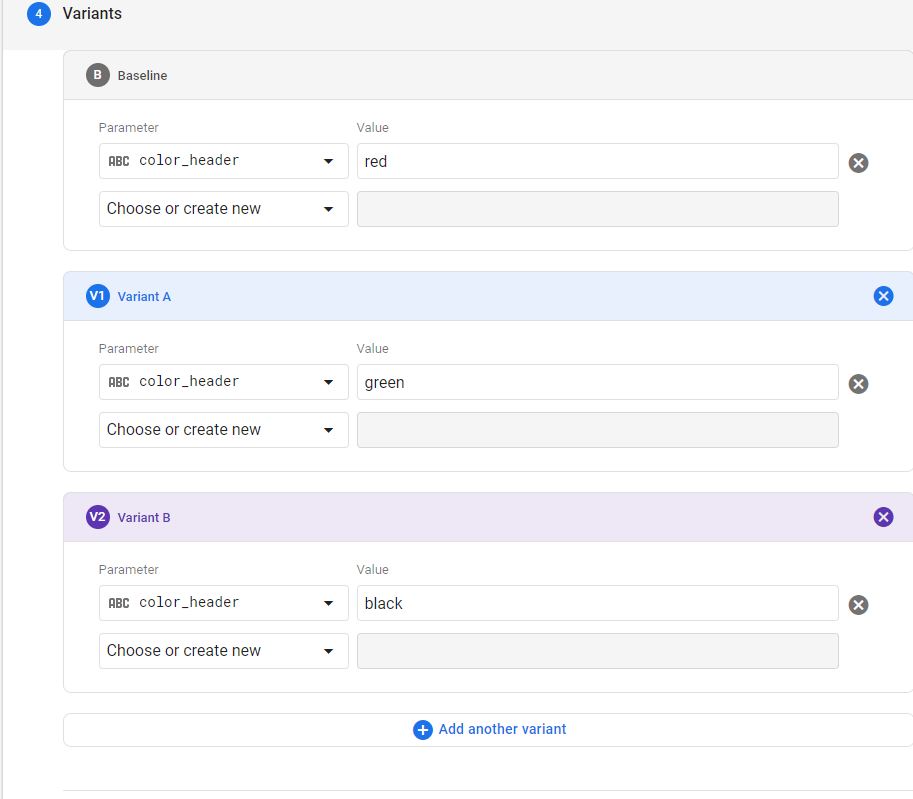 4 Variants
B Baseline
Parameter Value
ABC color_header red
Choose or create new
V1 Variant A
Parameter Value
ABC color_header green
Choose or create new
V2 Variant B
Parameter Value
ABC color_header black
Choose or create new
Add another variant